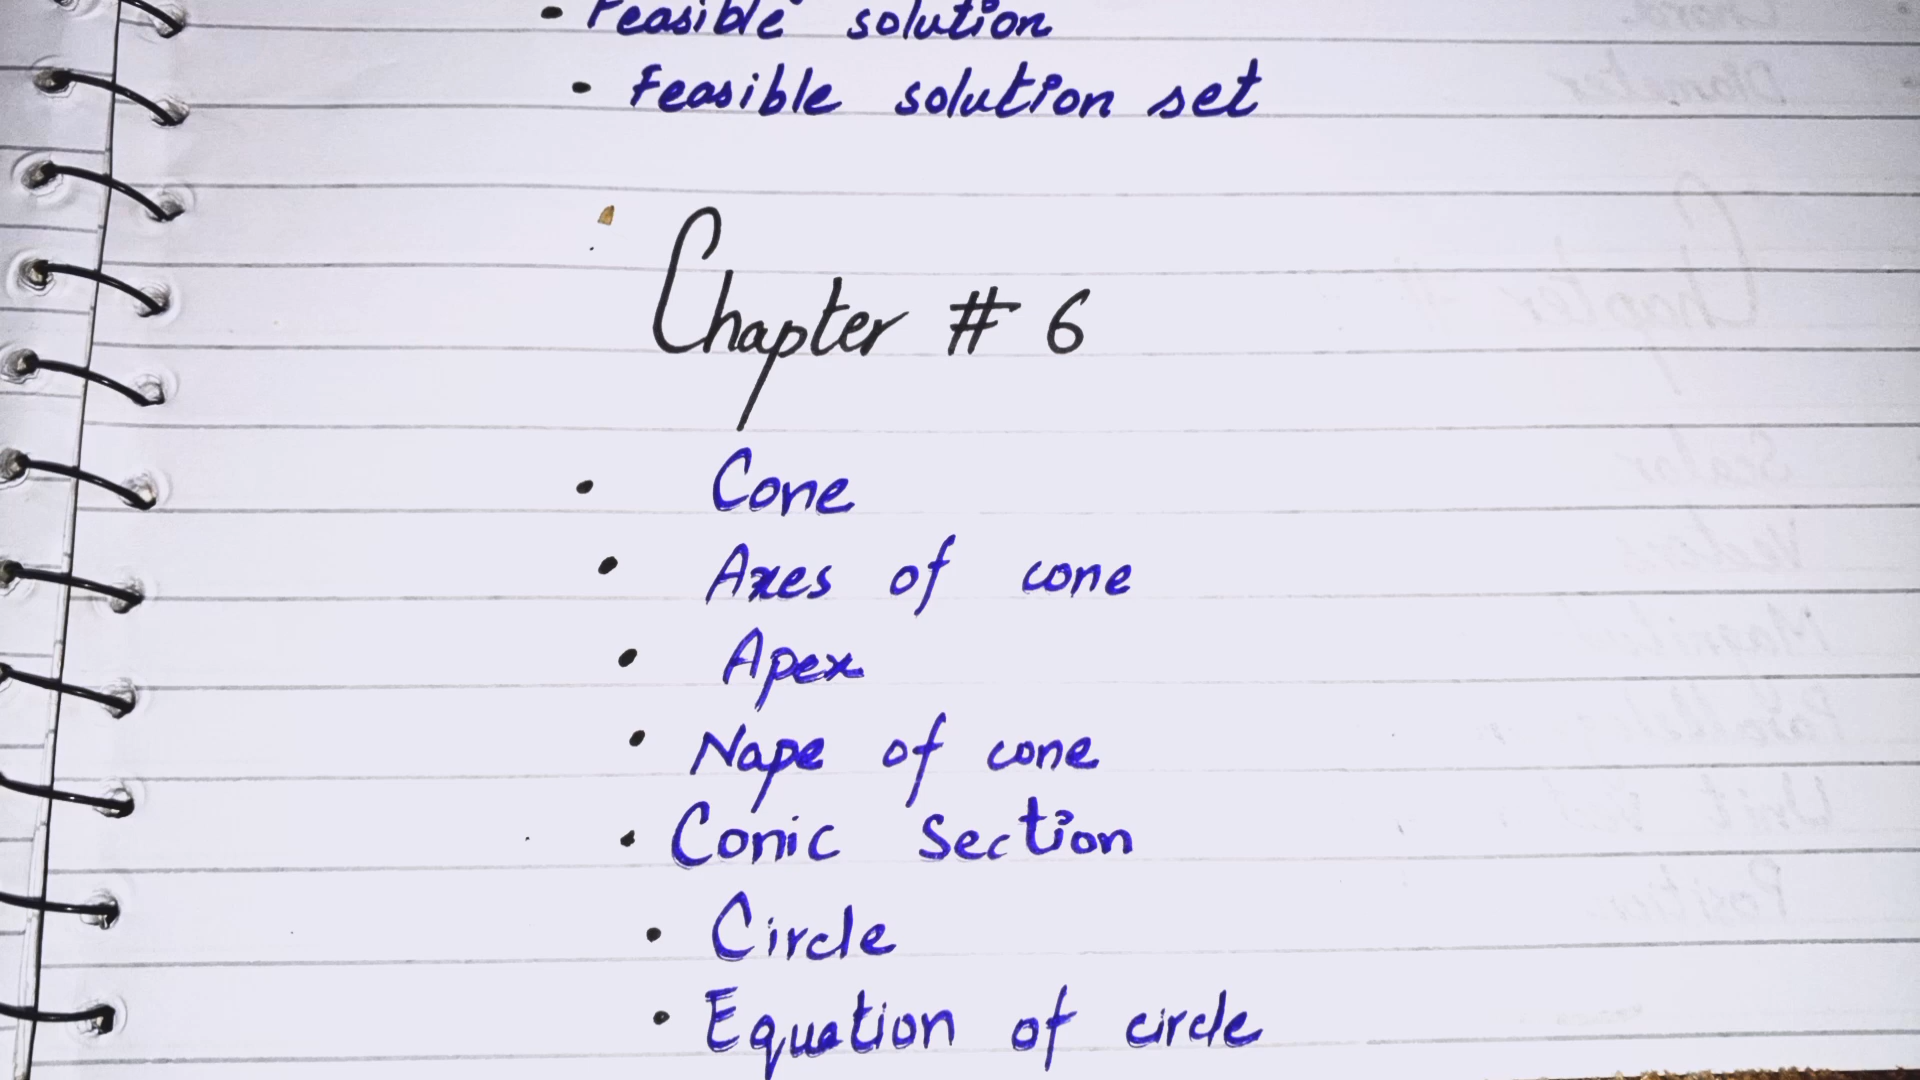 • Feasible solution
• Feasible solution set
Chapter # 6
• Cone
• Axes of cone
• Apex
• Nape of cone
• Conic Section
• Circle
• Equation of circle